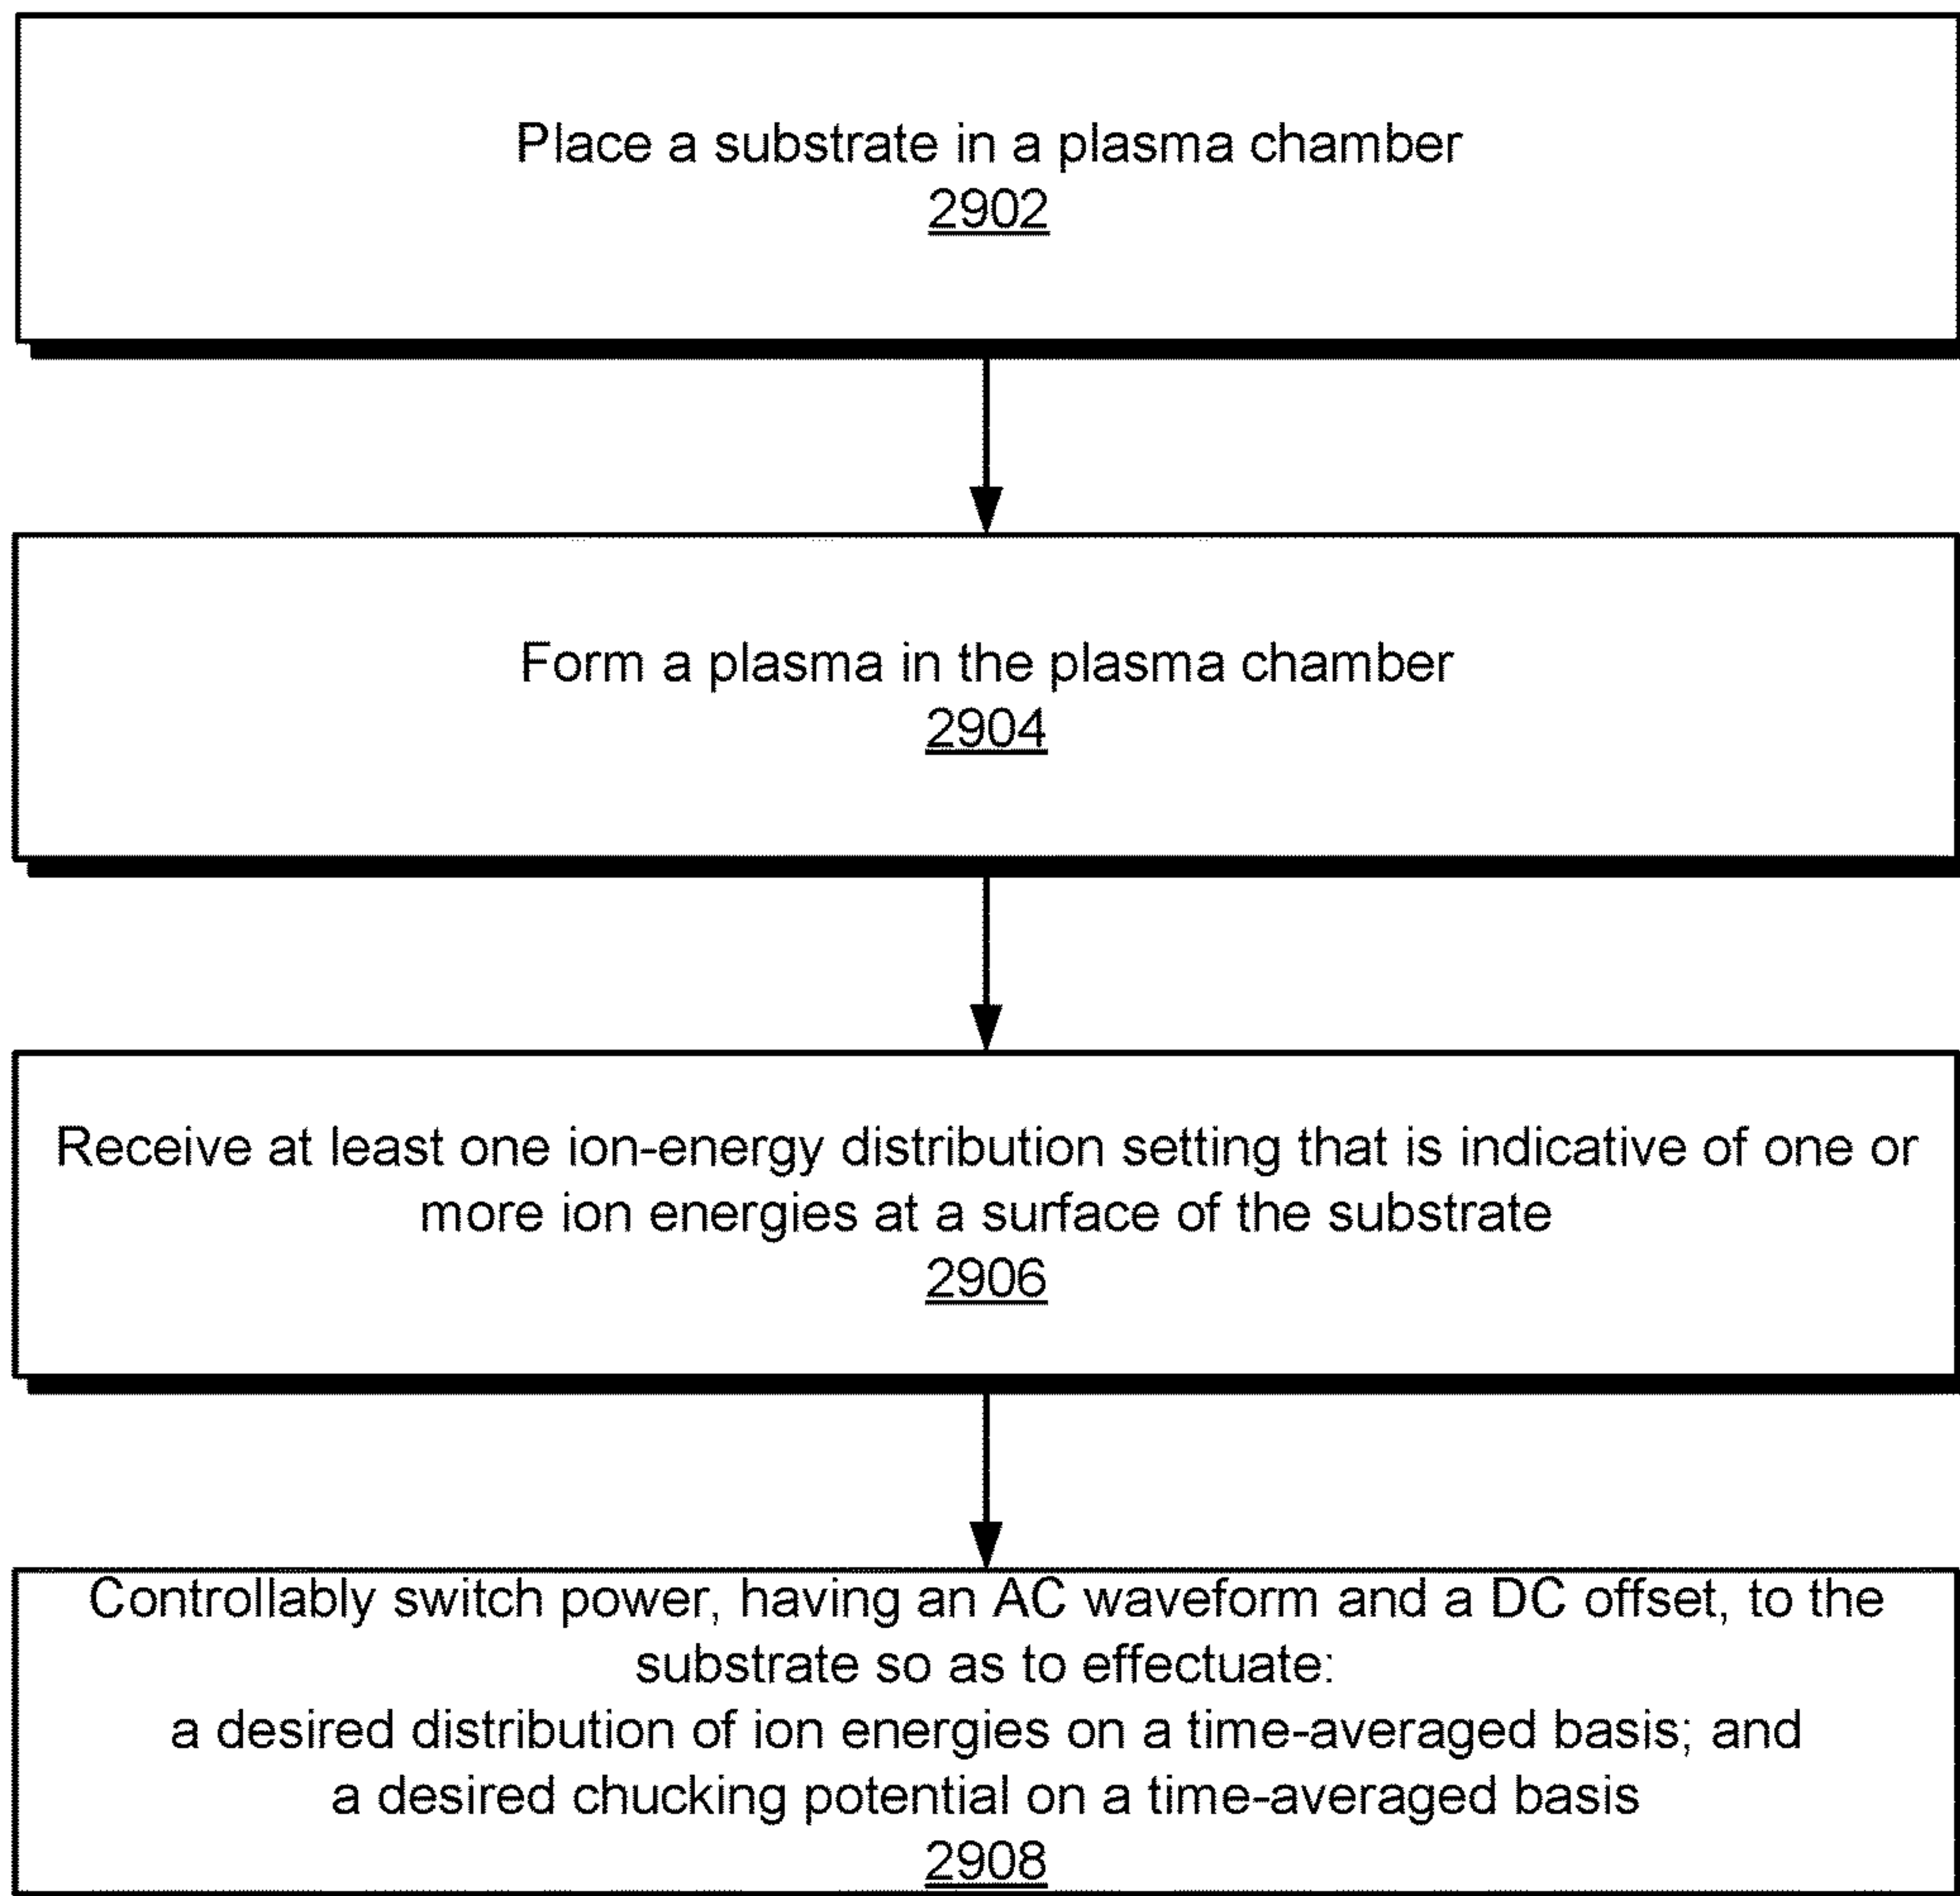 Place a substrate in a plasma chamber
2902
Form a plasma in the plasma chamber
2904
Receive at least one ion-energy distribution setting that is indicative of one or
more ion energies at a surface of the substrate
2906
Controllably switch power, having an AC waveform and a DC offset, to the
substrate so as to effectuate:
a desired distribution of ion energies on a time-averaged basis; and
a desired chucking potential on a time-averaged basis
2908